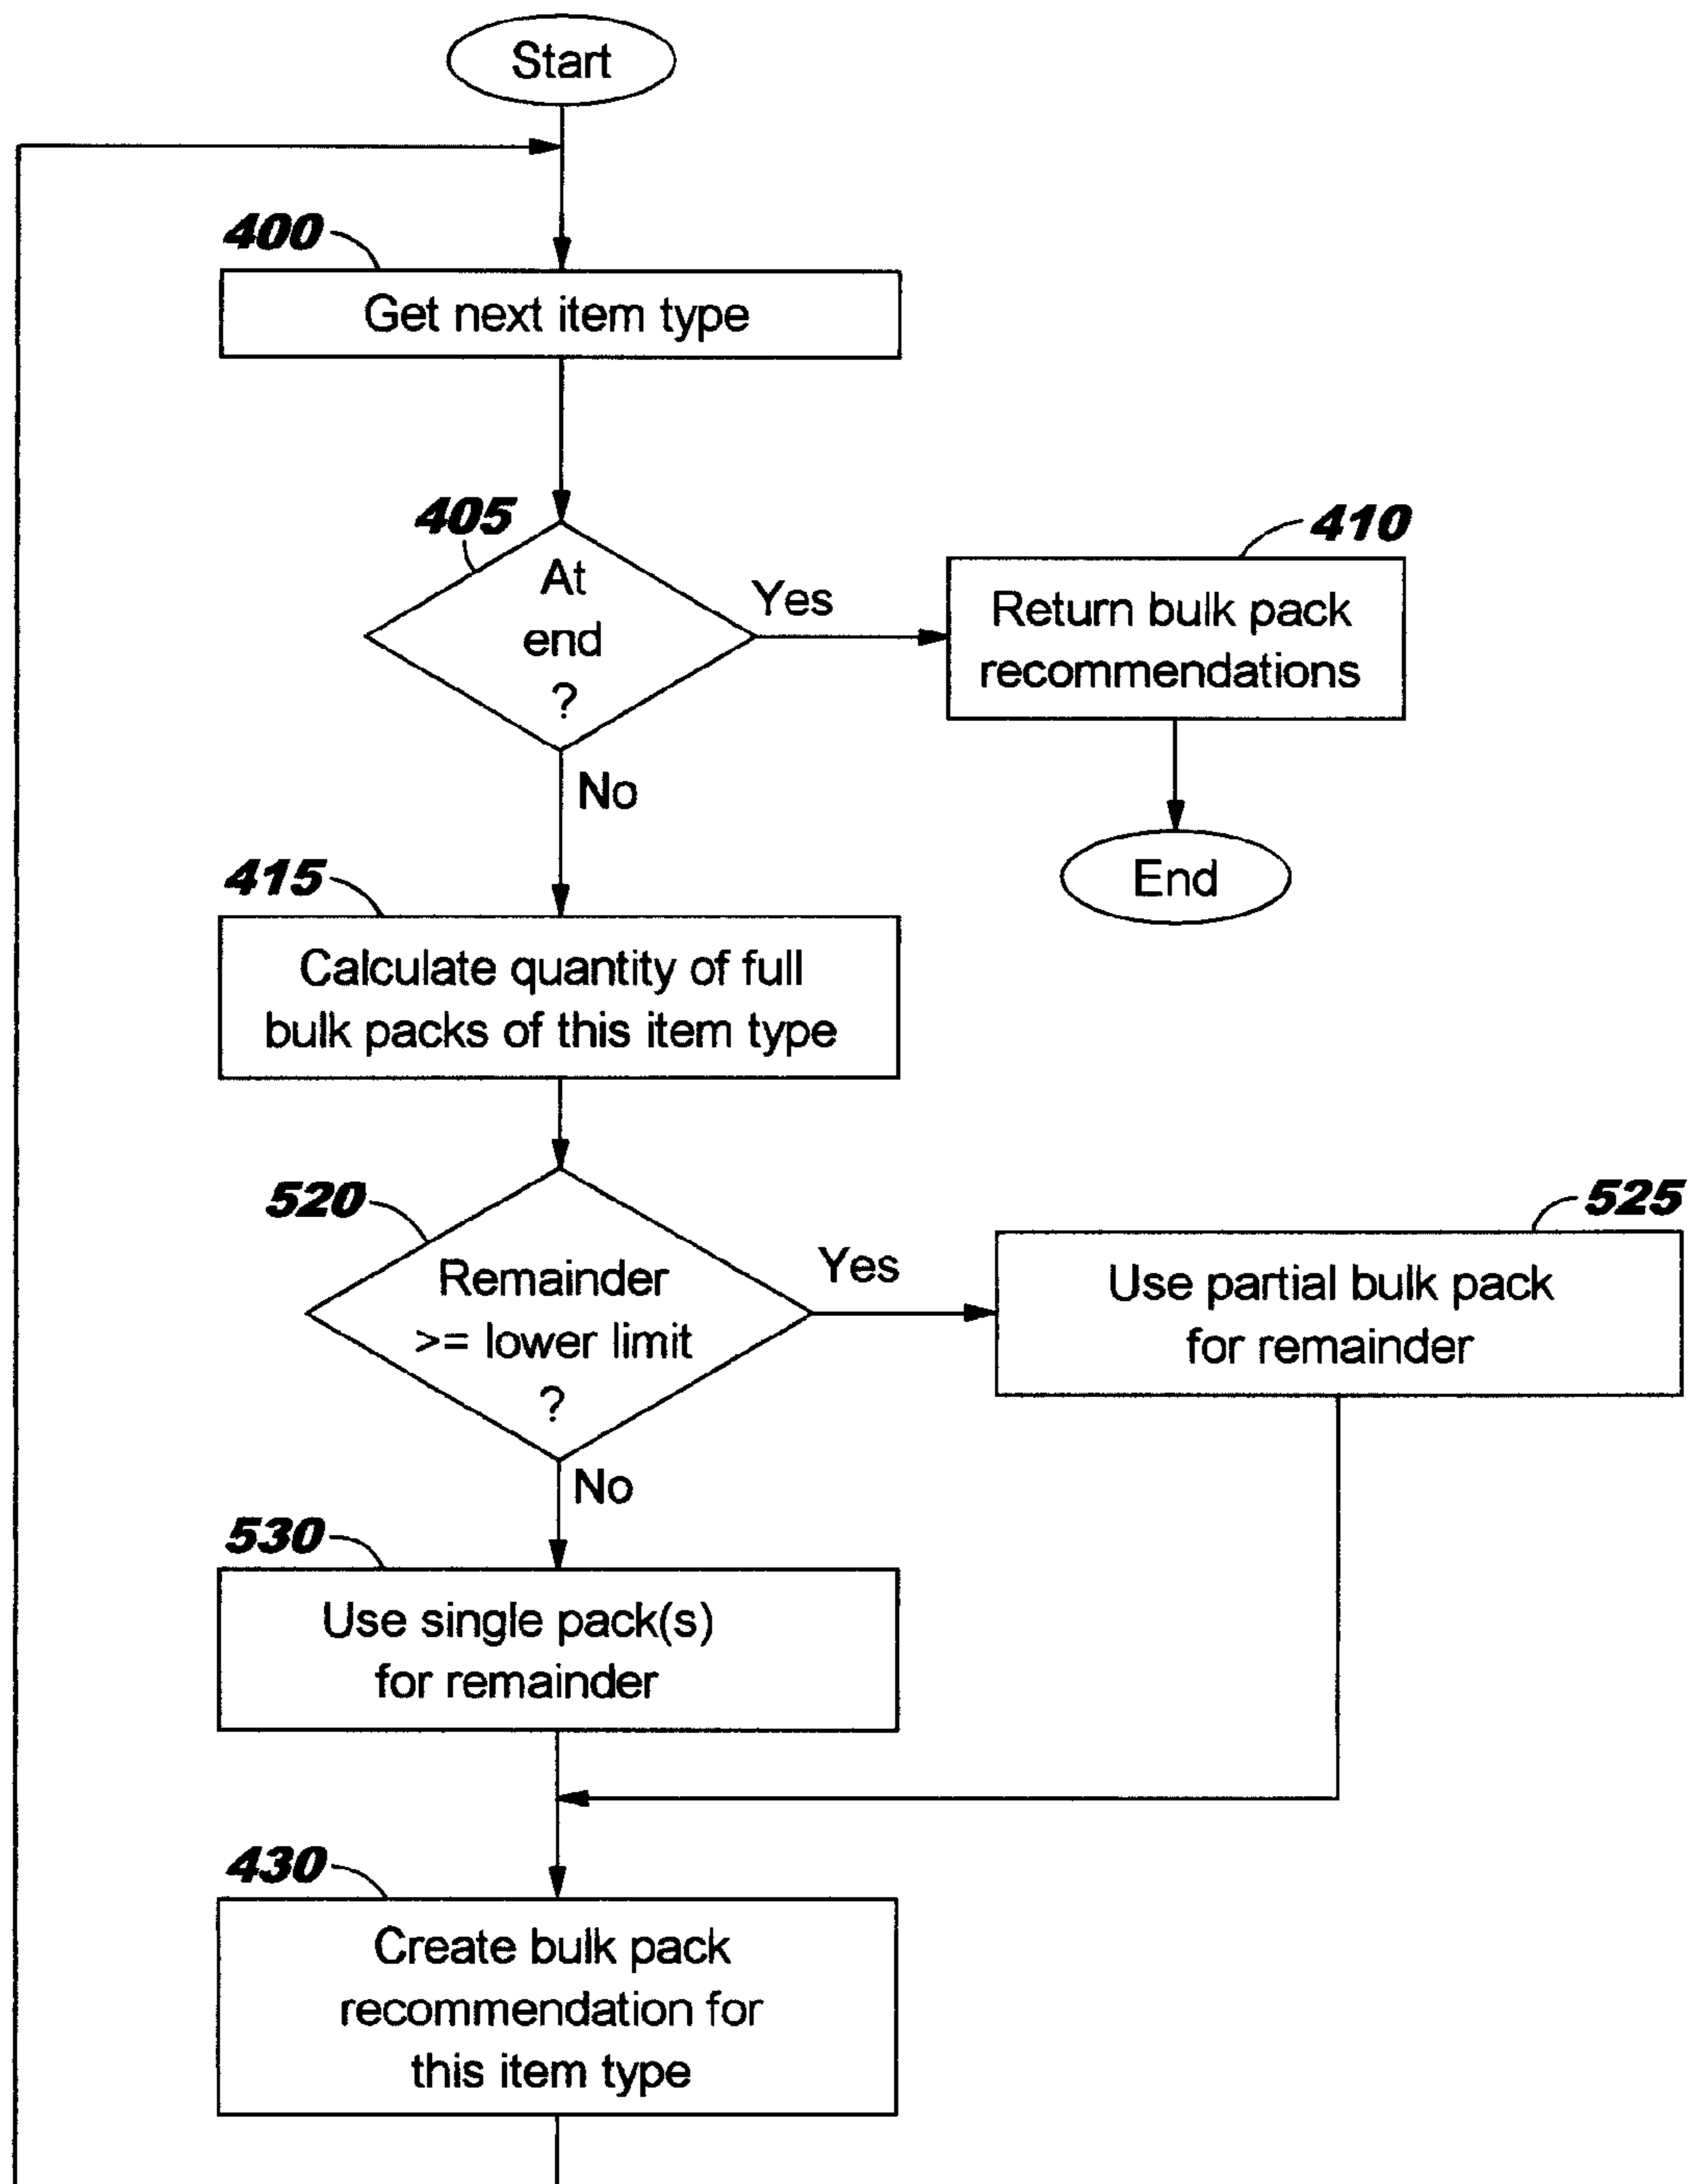 Start
400
Get next item type
405
At
end
?
Yes
410
Return bulk pack
recommendations
No
End
415
Calculate quantity of full
bulk packs of this item type
520
Remainder
>= lower limit
?
Yes
525
Use partial bulk pack
for remainder
No
530
Use single pack(s)
for remainder
430
Create bulk pack
recommendation for
this item type